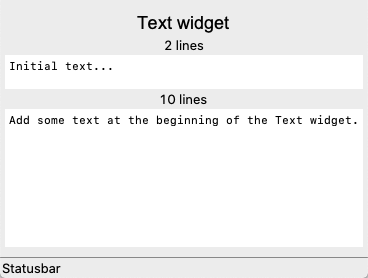 Text widget
2 lines
Initial text...
10 lines
Add some text at the beginning of the Text widget.
Statusbar